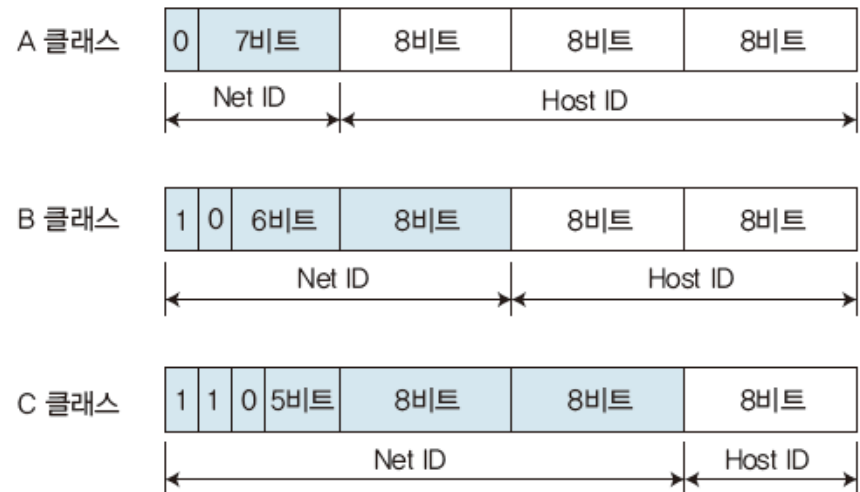 A 클래스 0 7비트 8비트 8비트 8비트
Net ID Host ID
B 클래스 1 0 6비트 8비트 8비트 8비트
Net ID Host ID
C 클래스 1 1 0 5비트 8비트 8비트 8비트
Net ID Host ID